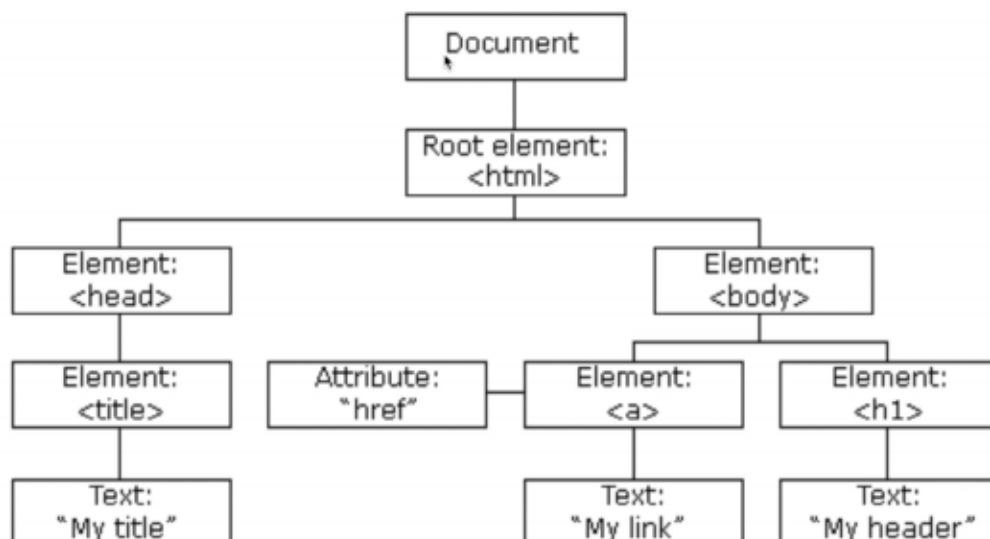 Document
Root element:
<html>
Element:
<head>
Element:
<body>
Element:
<title>
Attribute:
“href”
Element:
<a>
Element:
<h1>
Text:
“My title”
Text:
“My link”
Text:
“My header”